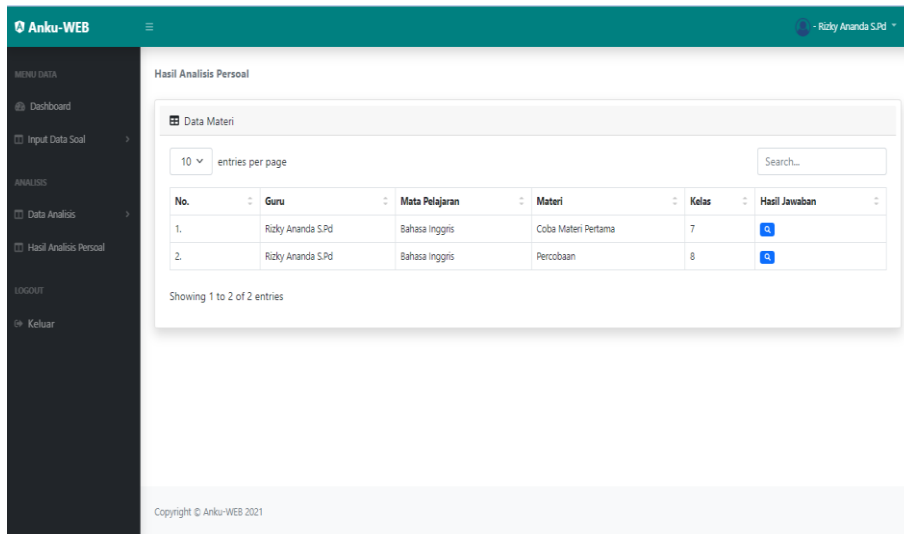 Anku-WEB
- Rizky Ananda S.Pd
MENU DATA
Dashboard
Input Data Soal
ANALISIS
Data Analisis
Hasil Analisis Persoal
LOGOUT
Keluar
Hasil Analisis Persoal
Data Materi
10 entries per page
Search...
No. Guru Mata Pelajaran Materi Kelas Hasil Jawaban
1. Rizky Ananda S.Pd Bahasa Inggris Coba Materi Pertama 7
2. Rizky Ananda S.Pd Bahasa Inggris Percobaan 8
Showing 1 to 2 of 2 entries
Copyright © Anku-WEB 2021